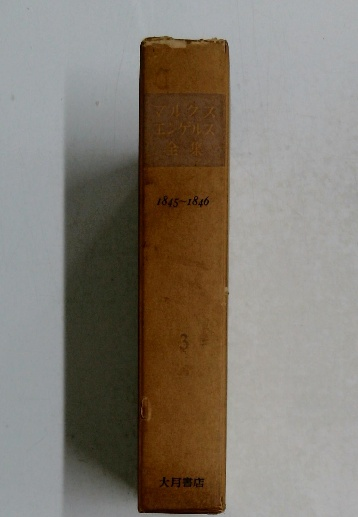 マルクス
エンゲルス
全集
1845~1846
3
大月書店